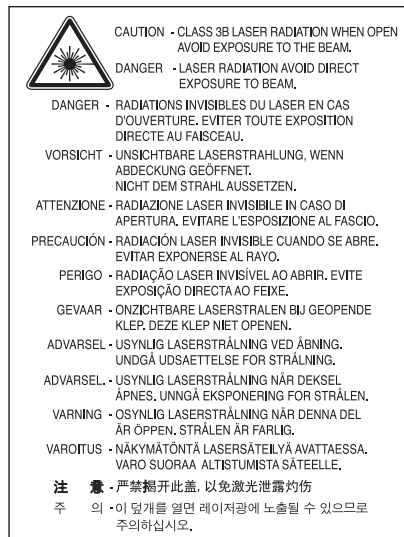 CAUTION - CLASS 3B LASER RADIATION WHEN OPEN
AVOID EXPOSURE TO THE BEAM.
DANGER - LASER RADIATION AVOID DIRECT
EXPOSURE TO BEAM.
DANGER - RADIATIONS INVISIBLES DU LASER EN CAS
D'OUVERTURE. EVITER TOUTE EXPOSITION
DIRECTE AU FAISCEAU.
VORSICHT - UNSICHTBARE LASERSTRAHLUNG, WENN
ABDECKUNG GEÖFFNET.
NICHT DEM STRAHL AUSSETZEN.
ATTENZIONE - RADIAZIONE LASER INVISIBILE IN CASO DI
APERTURA. EVITARE L'ESPOSIZIONE AL FASCIO.
PRECAUCIÓN - RADIACIÓN LASER INVISIBLE CUANDO SE ABRE.
EVITAR EXPONERSE AL RAYO.
PERIGO - RADIAÇÃO LASER INVISÍVEL AO ABRIR. EVITE
EXPOSIÇÃO DIRECTA AO FEIXE.
GEVAAR - ONZICHTBARE LASERSTRALEN BIJ GEOPENDE
KLEP. DEZE KLEP NIET OPENEN.
ADVARSEL - USYNLIG LASERSTRÅLNING VED ÅBNING.
UNDGÅ UDSAETTELSE FOR STRÅLNING.
ADVARSEL. - USYNLIG LASERSTRÅLNING NÅR DEKSEL
ÅPNES. UNNGÅ EKSPONERING FOR STRÅLEN.
VARNING - OSYNLIG LASERSTRÅLNING NÄR DENNA DEL
ÄR ÖPPEN. STRÅLEN ÄR FARLIG.
VAROITUS - NÄKYMÄTÖNTÄ LASERSÄTEILYÄ AVATTAESSA.
VARO SUORAA ALTISTUMISTA SÄTEELLE.
注 意 - 严禁揭开此盖, 以免激光泄露灼伤
주 의 - 이 덮개를 열면 레이저광에 노출될 수 있으므로
주의하십시오.